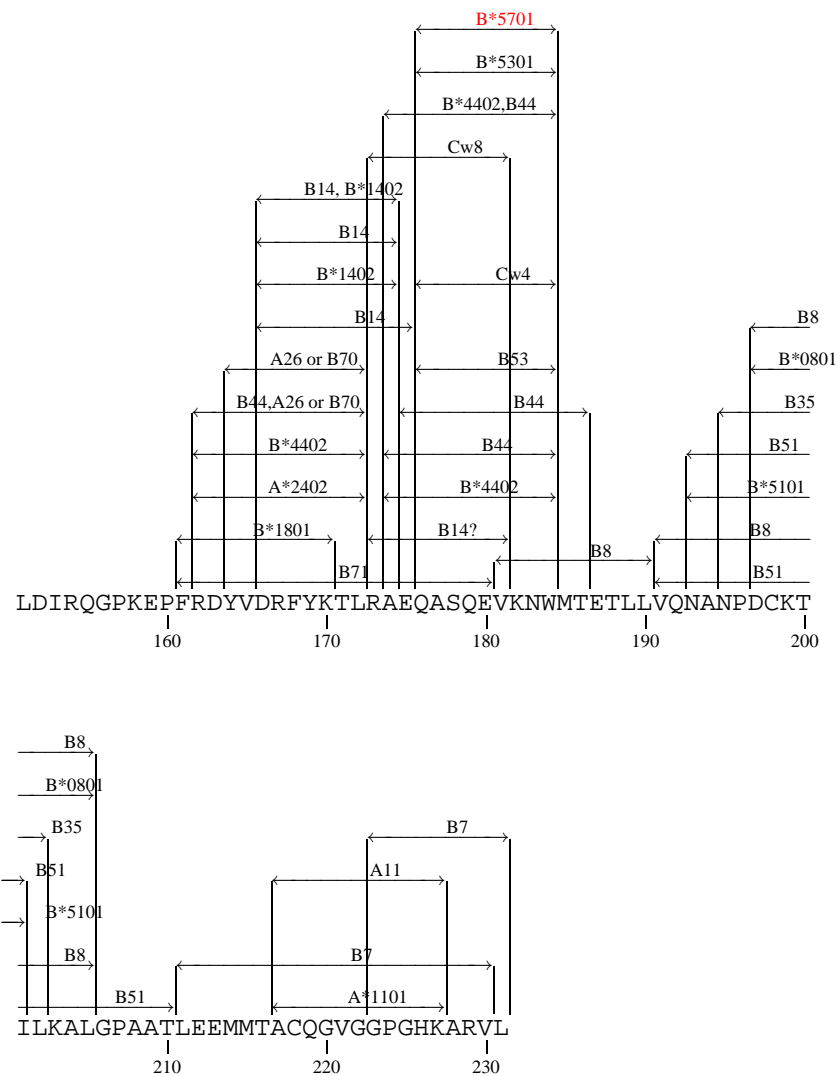 B*5701
B*5301
B*4402,B44
Cw8
B14, B*1402
B14
B*1402 Cw4
B14 B8
A26 or B70 B53 B*0801
B44,A26 or B70 B44 B35
B*4402 B44 B51
A*2402 B*4402 B*5101
B*1801 B14? B8
B8
B71 B51
LDIRQGPKEPFRDYVDRFYKTLRAEQASQEVKNWMTETLLVQNANPDCKT
160 170 180 190 200
B8
B*0801
B35 B7
B51 A11
B*5101
B8 B7
B51 A*1101
ILKALGPAATLEEMMTACQGVGGPGHKARVL
210 220 230